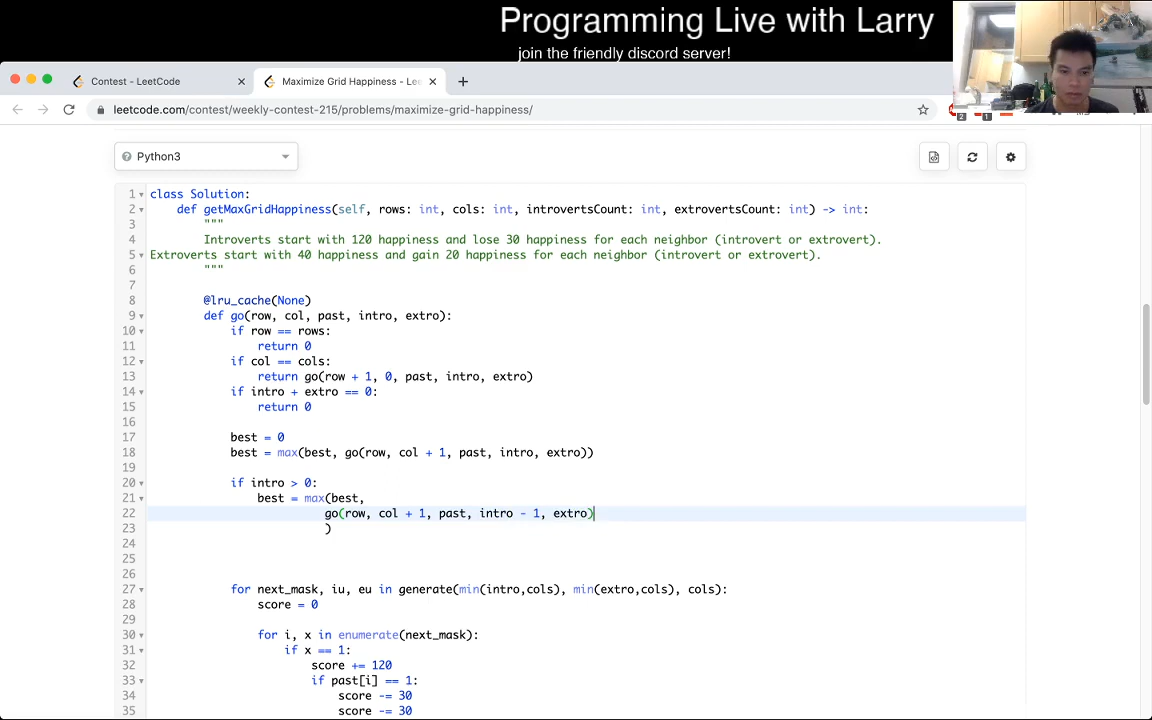 Programming Live with Larry
join the friendly discord server!
Contest - LeetCode
Maximize Grid Happiness - Lee
leetcode.com/contest/weekly-contest-215/problems/maximize-grid-happiness/
2
1
Python3
1 class Solution:
2 def getMaxGridHappiness(self, rows: int, cols: int, introvertsCount: int, extrovertsCount: int) -> int:
3 """
4 Introverts start with 120 happiness and lose 30 happiness for each neighbor (introvert or extrovert).
5 Extroverts start with 40 happiness and gain 20 happiness for each neighbor (introvert or extrovert).
6 """
7
8 @lru_cache(None)
9 def go(row, col, past, intro, extro):
10 if row == rows:
11 return 0
12 if col == cols:
13 return go(row + 1, 0, past, intro, extro)
14 if intro + extro == 0:
15 return 0
16
17 best = 0
18 best = max(best, go(row, col + 1, past, intro, extro))
19
20 if intro > 0:
21 best = max(best,
22 go(row, col + 1, past, intro - 1, extro)
23 )
24
25
26
27 for next_mask, iu, eu in generate(min(intro,cols), min(extro,cols), cols):
28 score = 0
29
30 for i, x in enumerate(next_mask):
31 if x == 1:
32 score += 120
33 if past[i] == 1:
34 score -= 30
35 score -= 30